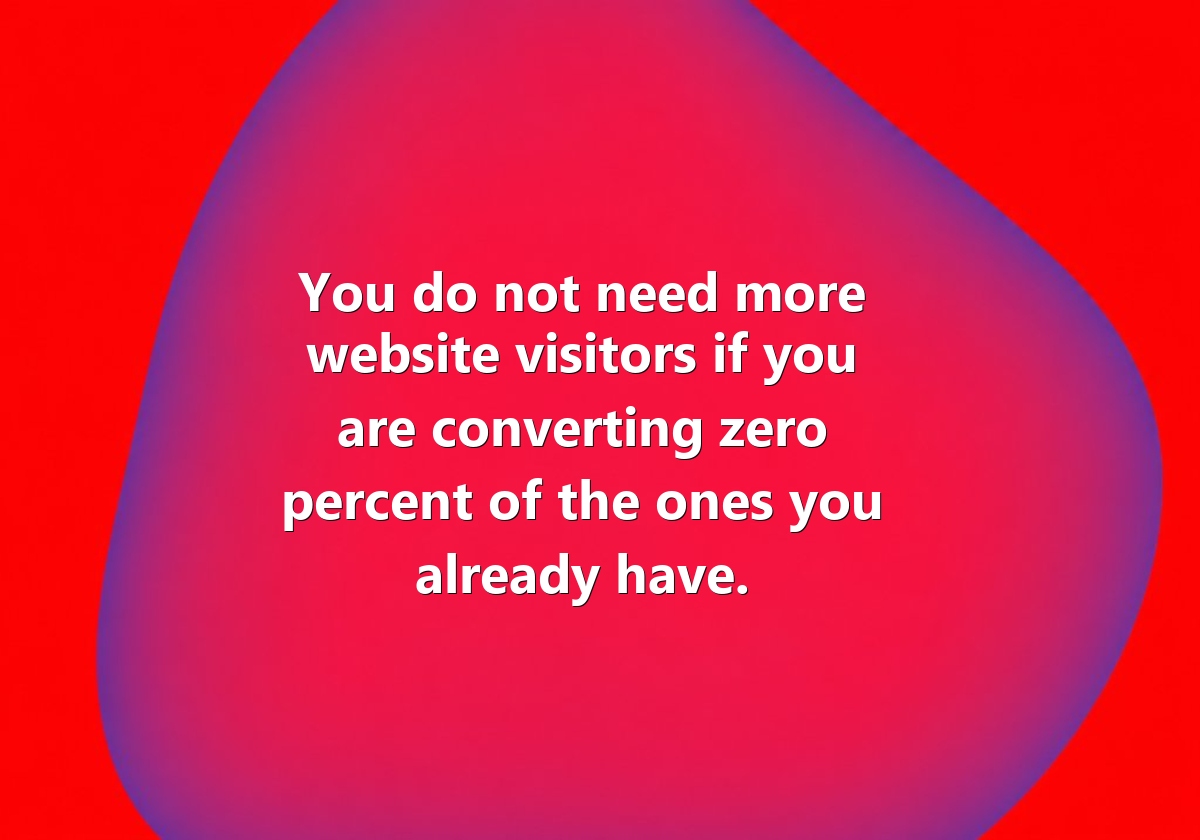 You do not need more
website visitors if you
are converting zero
percent of the ones you
already have.